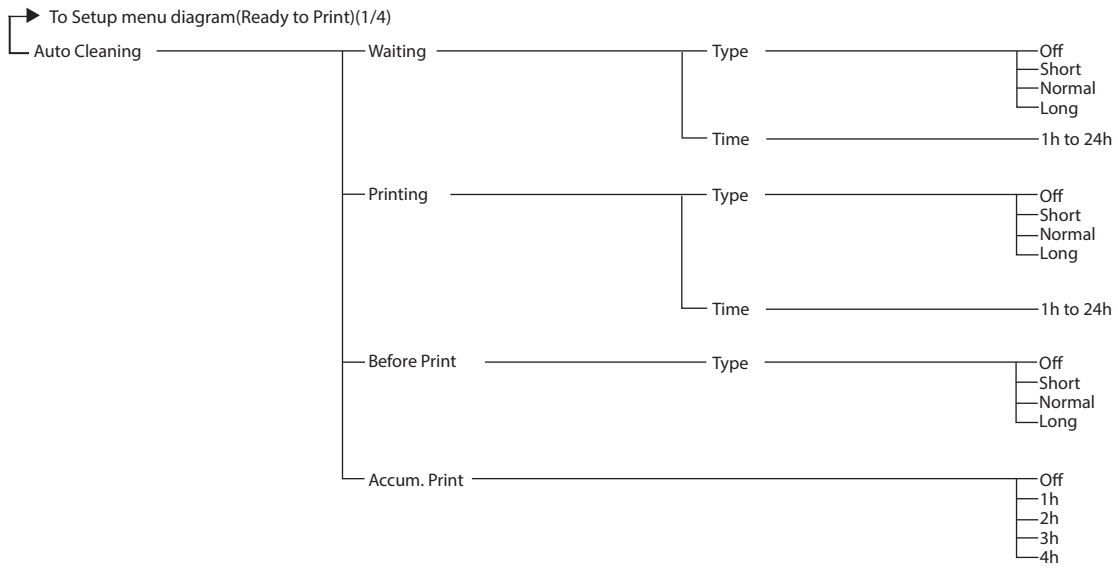 To Setup menu diagram(Ready to Print)(1/4)
Auto Cleaning
Waiting
Type
Off
Short
Normal
Long
Time
1h to 24h
Printing
Type
Off
Short
Normal
Long
Time
1h to 24h
Before Print
Type
Off
Short
Normal
Long
Accum. Print
Off
1h
2h
3h
4h